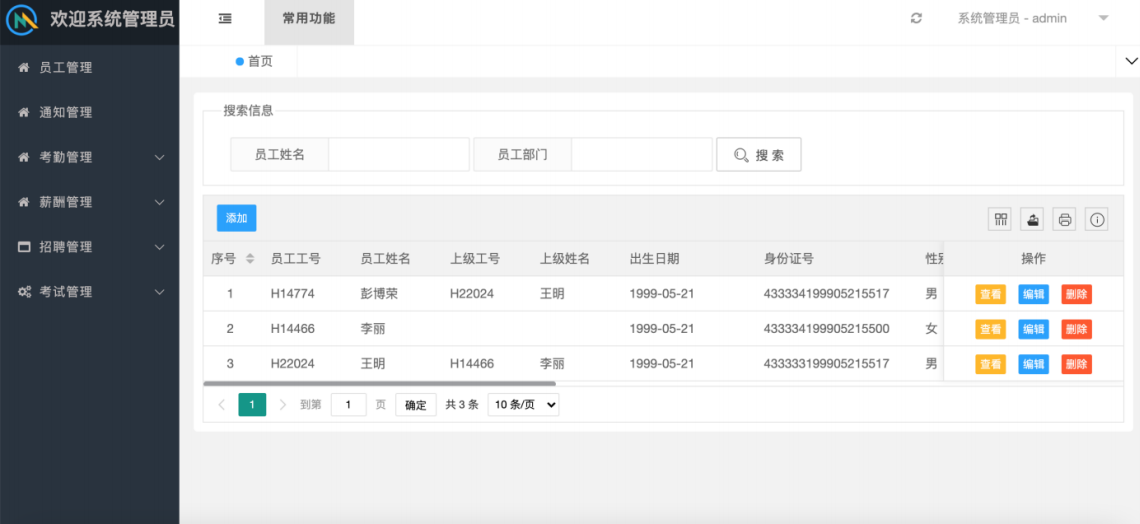 欢迎系统管理员
常用功能
系统管理员 - admin
首页
员工管理
通知管理
考勤管理
薪酬管理
招聘管理
考试管理
搜索信息
员工姓名 员工部门 搜 索
添加
序号 员工工号 员工姓名 上级工号 上级姓名 出生日期 身份证号 操作
1 H14774 彭博荣 H22024 王明 1999-05-21 433334199905215517 男 查看 编辑 删除
2 H14466 李丽 1999-05-21 433334199905215500 女 查看 编辑 删除
3 H22024 王明 H14466 李丽 1999-05-21 433333199905215517 男 查看 编辑 删除
1 到第 1 页 确定 共 3 条 10 条/页